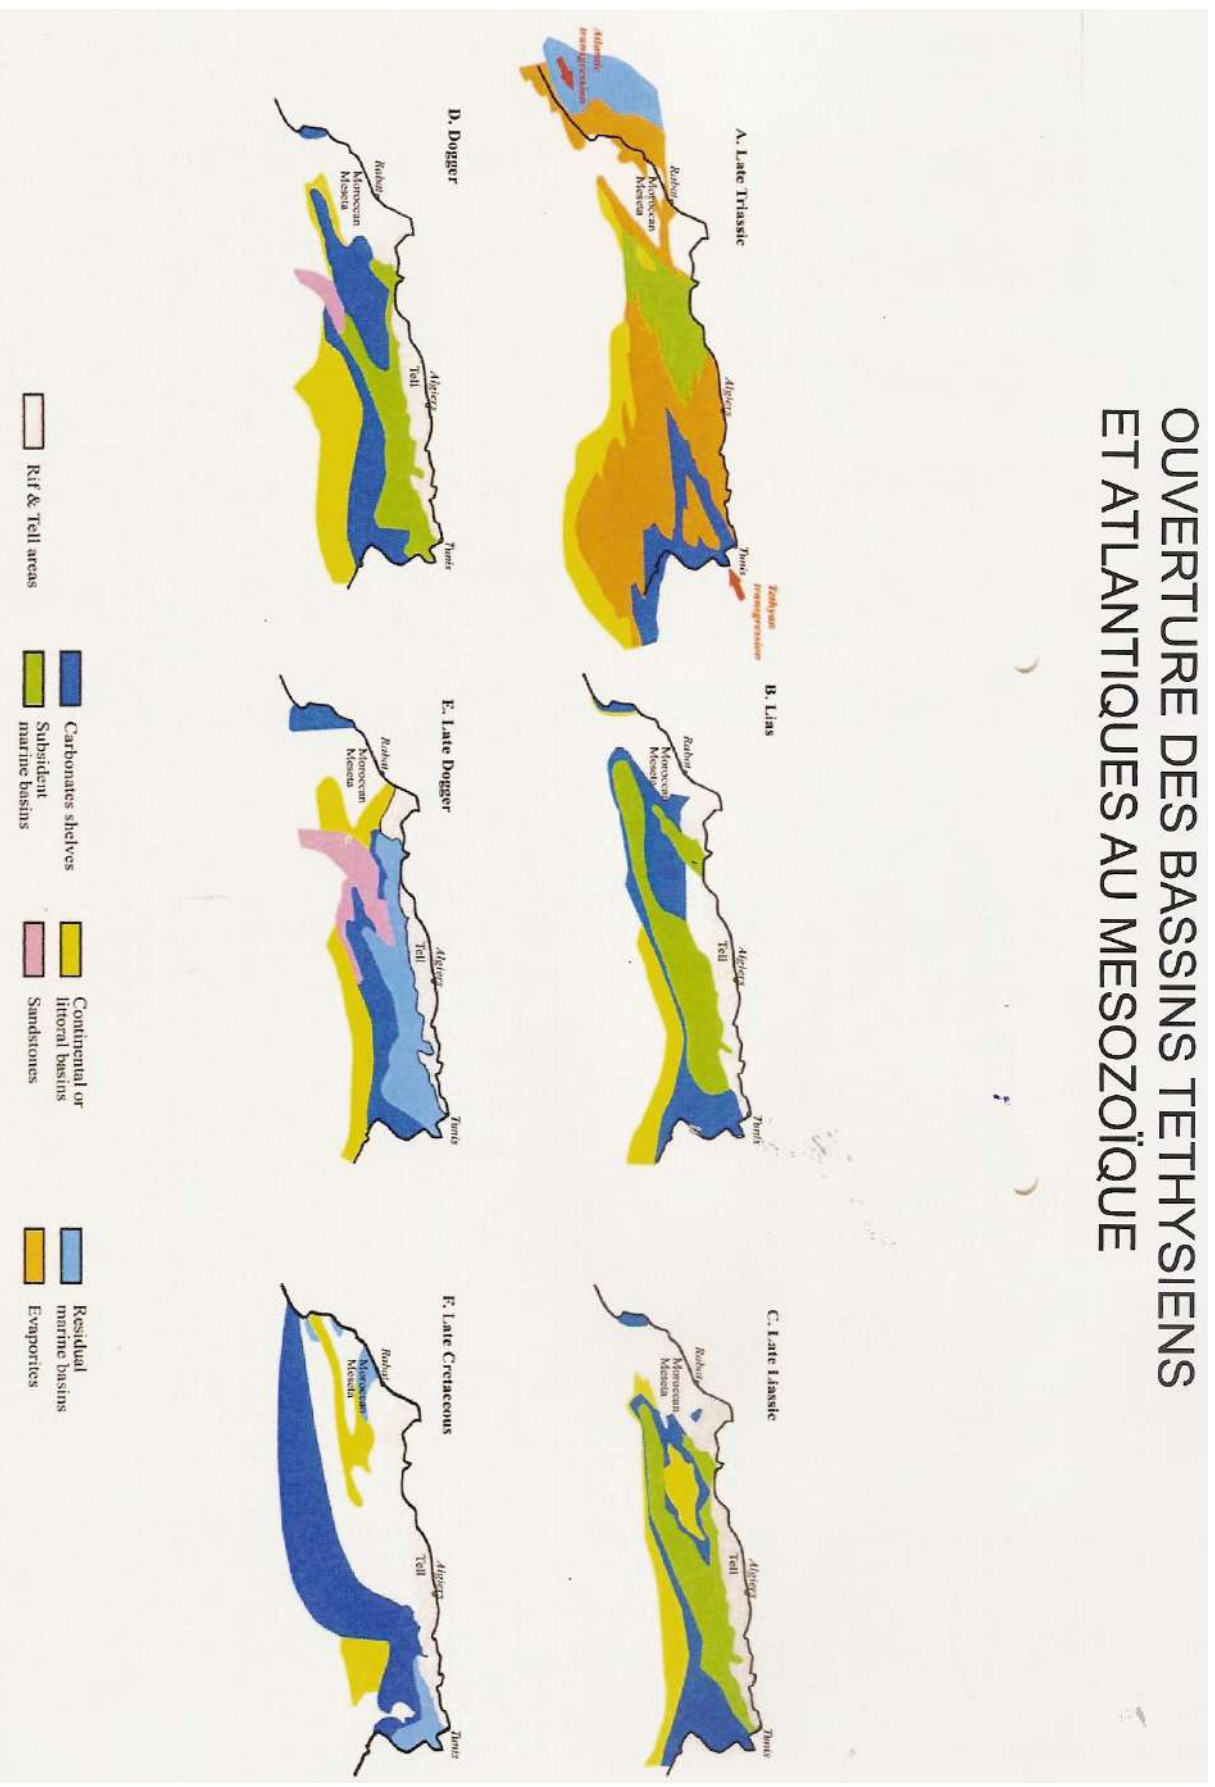 OUVERTURE DES BASSINS TETHYSIENS
ET ATLANTIQUES AU MESOZOÏQUE
A. Late Triassic
Atlantic
transgression
Rabat
Moroccan
Meseta
Algiers
Tunis
Tethyan
transgression
B. Lias
Rabat
Moroccan
Meseta
Algiers
Tell
Tunis
C. Late Liassic
Rabat
Moroccan
Meseta
Algiers
Tell
Tunis
D. Dogger
Rabat
Moroccan
Meseta
Algiers
Tell
Tunis
E. Late Dogger
Rabat
Moroccan
Meseta
Algiers
Tell
Tunis
F. Late Cretaceous
Rabat
Moroccan
Meseta
Algiers
Tell
Tunis
Carbonates shelves
Continental or
littoral basins
Residual
marine basins
Rif & Tell areas
Subsident
marine basins
Sandstones
Evaporites